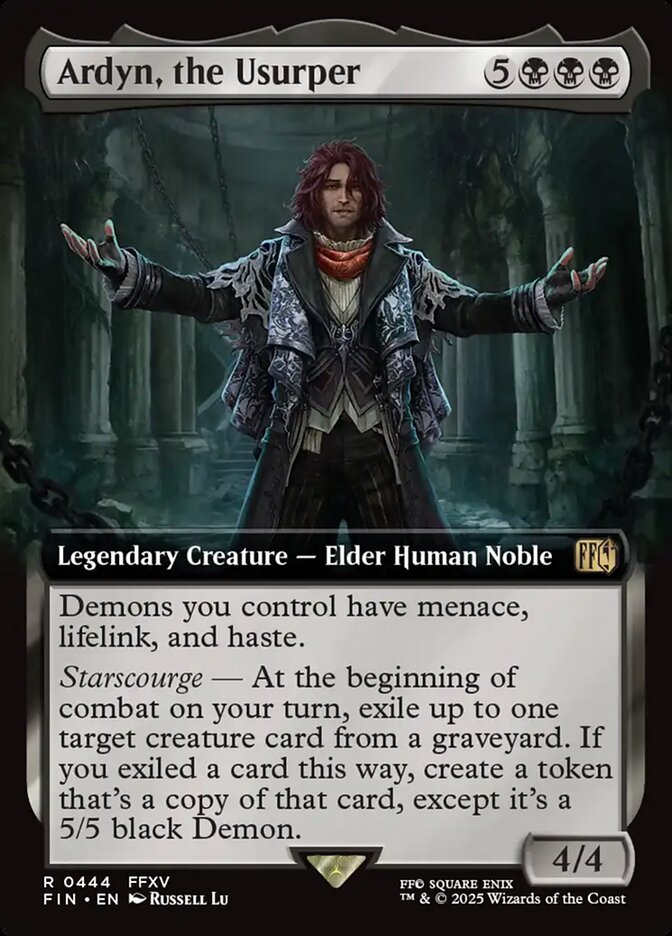 Ardyn, the Usurper 5
Legendary Creature — Elder Human Noble FF
Demons you control have menace,
lifelink, and haste.
Starscourge — At the beginning of
combat on your turn, exile up to one
target creature card from a graveyard. If
you exiled a card this way, create a token
that's a copy of that card, except it's a
5/5 black Demon.
4/4
R 0444 FFXV
FIN • EN Russell Lu
FF© SQUARE ENIX
™ & © 2025 Wizards of the Coast